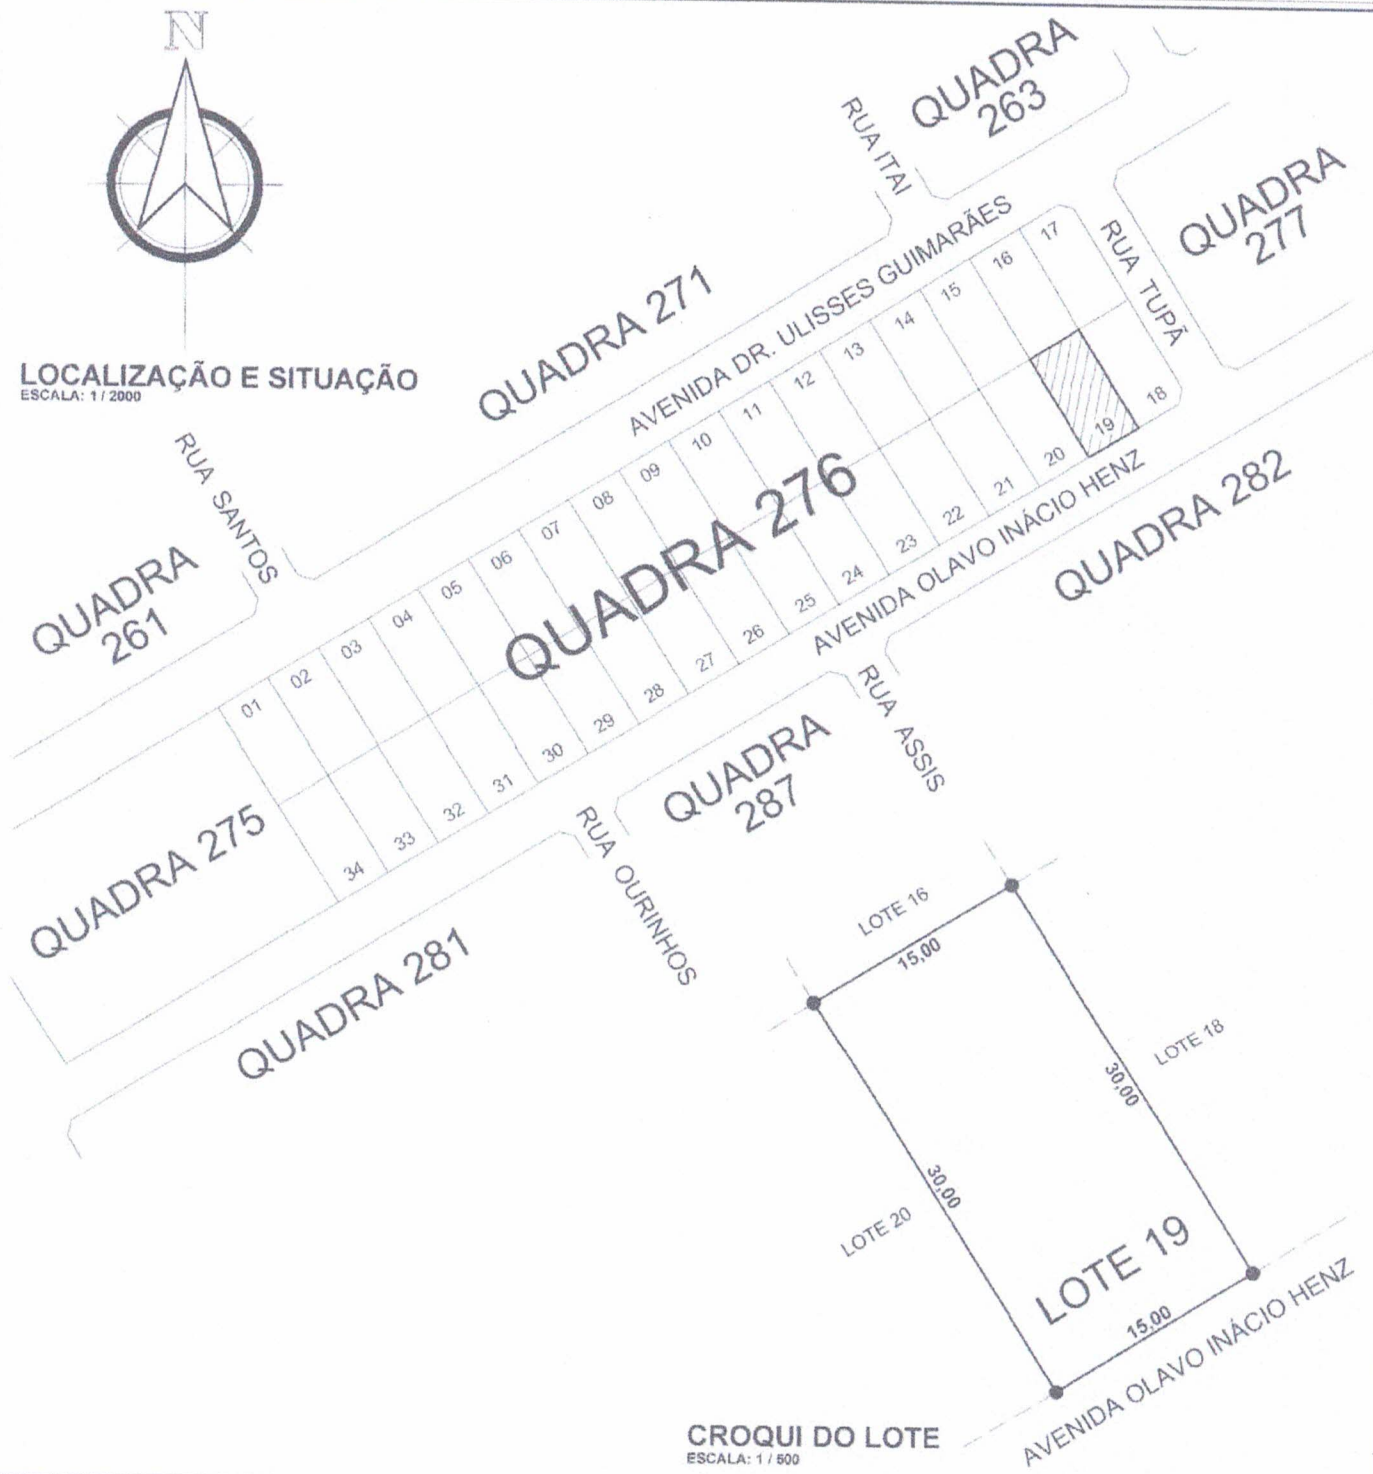 N
LOCALIZAÇÃO E SITUAÇÃO
ESCALA: 1 / 2000
QUADRA
263
RUA ITAI
QUADRA
277
RUA TUPÃ
QUADRA 271
AVENIDA DR. ULISSES GUIMARÃES
RUA SANTOS
QUADRA
261
QUADRA 276
01
02
03
04
05
06
07
08
09
10
11
12
13
14
15
16
17
18
19
20
21
22
23
24
25
26
27
28
29
30
31
32
33
34
AVENIDA OLAVO INÁCIO HENZ
QUADRA 282
QUADRA 275
QUADRA
287
RUA ASSIS
RUA OURINHOS
QUADRA 281
LOTE 16
15,00
LOTE 18
30,00
30,00
LOTE 20
LOTE 19
15,00
AVENIDA OLAVO INÁCIO HENZ
CROQUI DO LOTE
ESCALA: 1 / 500